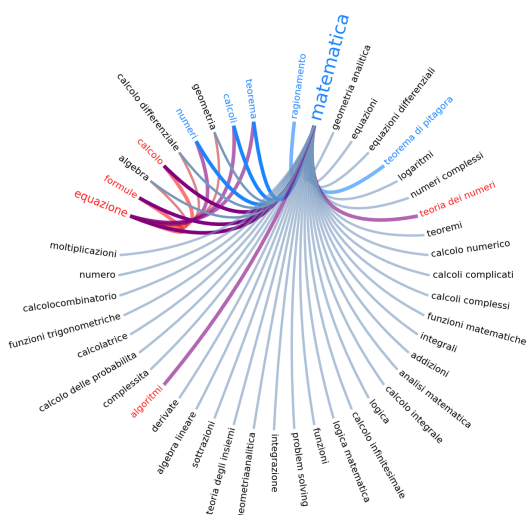 matematica
geometria analitica
equazioni
equazioni differenziali
teorema di pitagora
logaritmi
numeri complessi
teoria dei numeri
teoremi
calcolo numerico
calcoli complicati
calcoli complessi
funzioni matematiche
integrali
addizioni
analisi matematica
calcolo integrale
logica
calcolo infinitesimale
logica matematica
funzioni
problem solving
integrazione
geometriaanalitica
teoria degli insiemi
sottrazioni
algebra lineare
derivate
algoritmi
complessita
calcolo delle probabilita
calcolatrice
funzioni trigonometriche
calcolocombinatorio
numero
moltiplicazioni
equazione
formule
algebra
calcolo
calcolo differenziale
numeri
geometria
calcoli
teorema
ragionamento